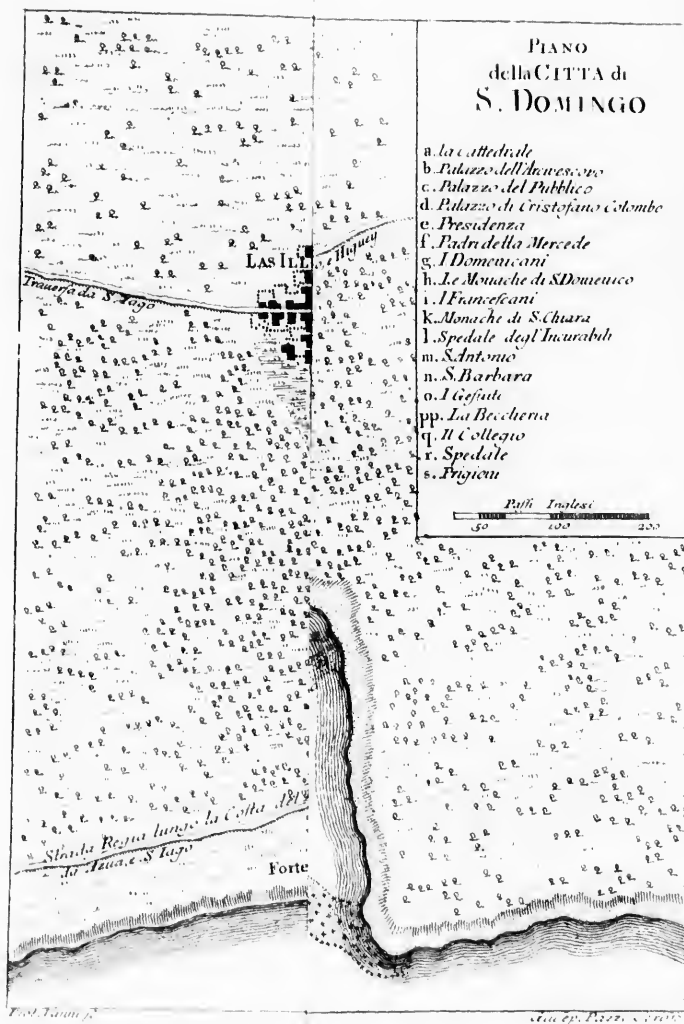 PIANO
della CITTA di
S. DOMINGO
a. la cattedrale
b. Palazzo dell'Arcivescovo
c. Palazzo del Pubblico
d. Palazzo di Cristofano Colombo
e. Presidenza
f. Padri della Mercede
g. I Domenicani
h. Le Monache di S. Domenico
i. I Francescani
k. Monache di S. Chiara
l. Spedale degl'Incurabili
m. S. Antonio
n. S. Barbara
o. I Gesuiti
pp. La Beccheria
q. Il Collegio
r. Spedale
s. Prigioni
Passi Inglesi
50 100 200
LAS ILL
o e Higuey
Traversa da S. Iago
Strada Regia lungo la Costa del
da Azua, e S. Iago
Forte